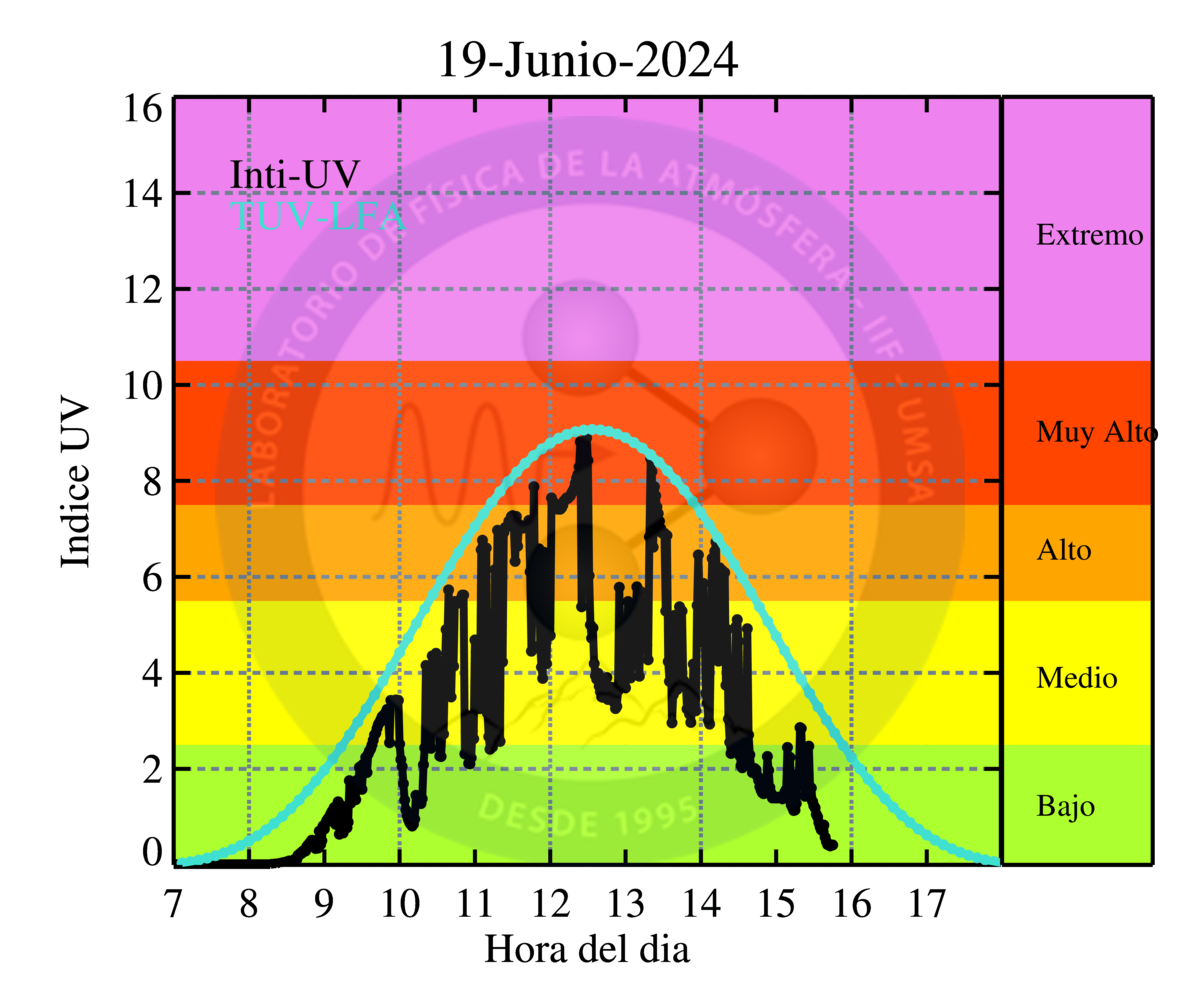 19-Junio-2024
Inti-UV
TUV-LFA
LABORATORIO DE FÍSICA DE LA ATMÓSFERA - IIF - UMSA
DESDE 1995
Indice UV
16
14
12
10
8
6
4
2
0
Extremo
Muy Alto
Alto
Medio
Bajo
7 8 9 10 11 12 13 14 15 16 17
Hora del dia